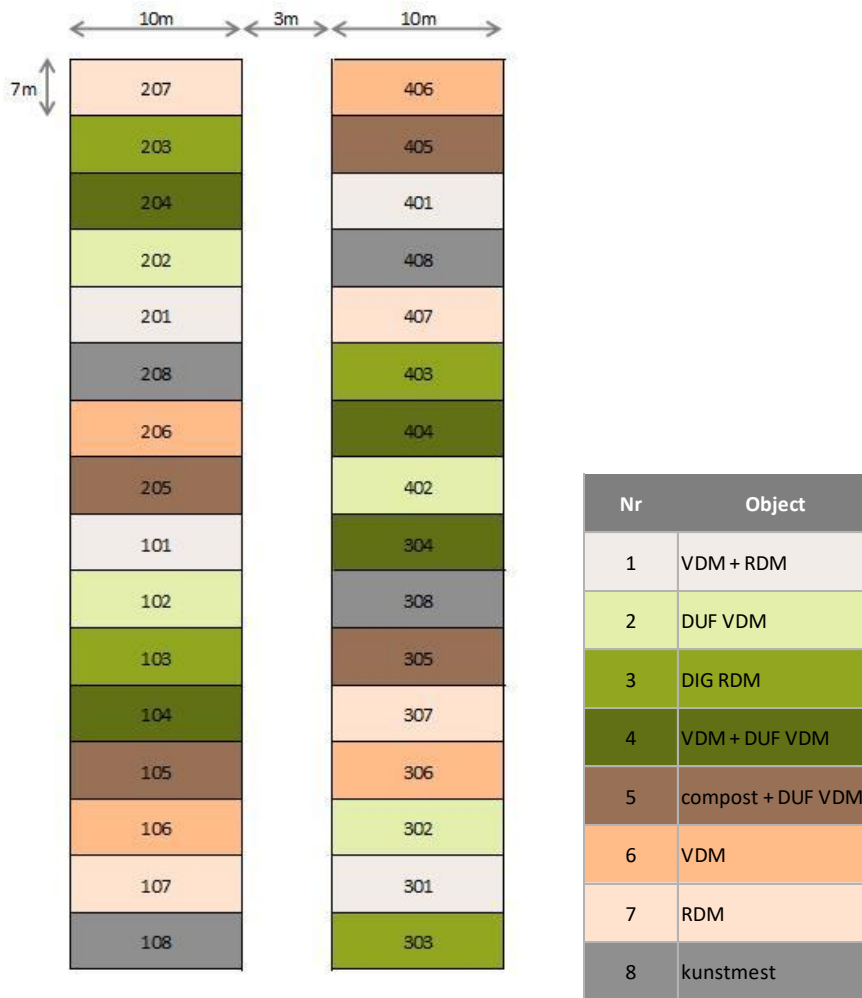 10m 3m 10m
7m
207 406
203 405
204 401
202 408
201 407
208 403
206 404
205 402
101 304
102 308
103 305
104 307
105 306
106 302
107 301
108 303
Nr Object
1 VDM + RDM
2 DUF VDM
3 DIG RDM
4 VDM + DUF VDM
5 compost + DUF VDM
6 VDM
7 RDM
8 kunstmest